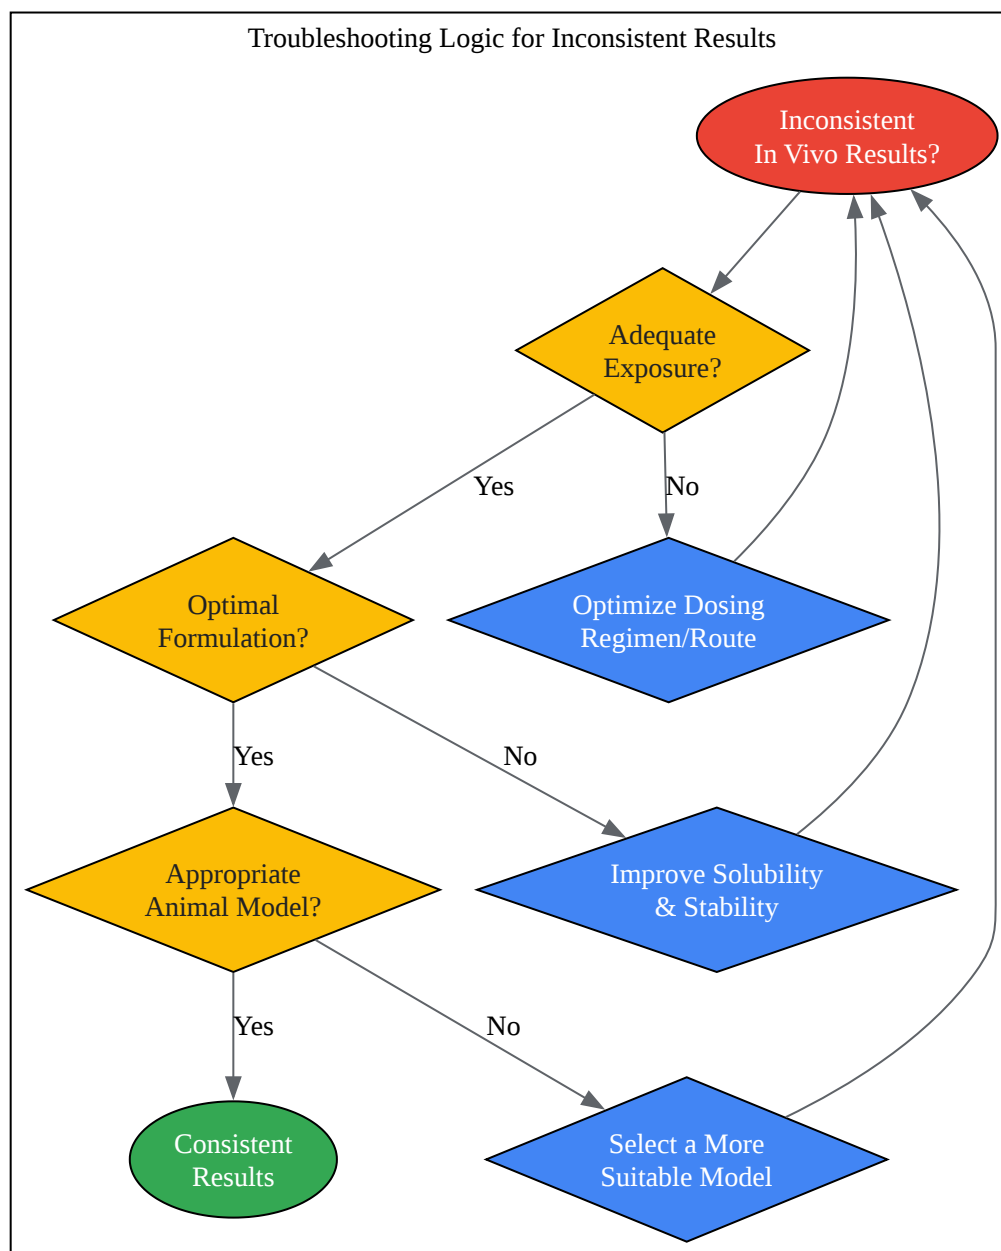 Troubleshooting Logic for Inconsistent Results
Inconsistent
In Vivo Results?
Adequate
Exposure?
Yes
No
Optimal
Formulation?
Optimize Dosing
Regimen/Route
Yes
No
Appropriate
Animal Model?
Improve Solubility
& Stability
Yes
No
Consistent
Results
Select a More
Suitable Model